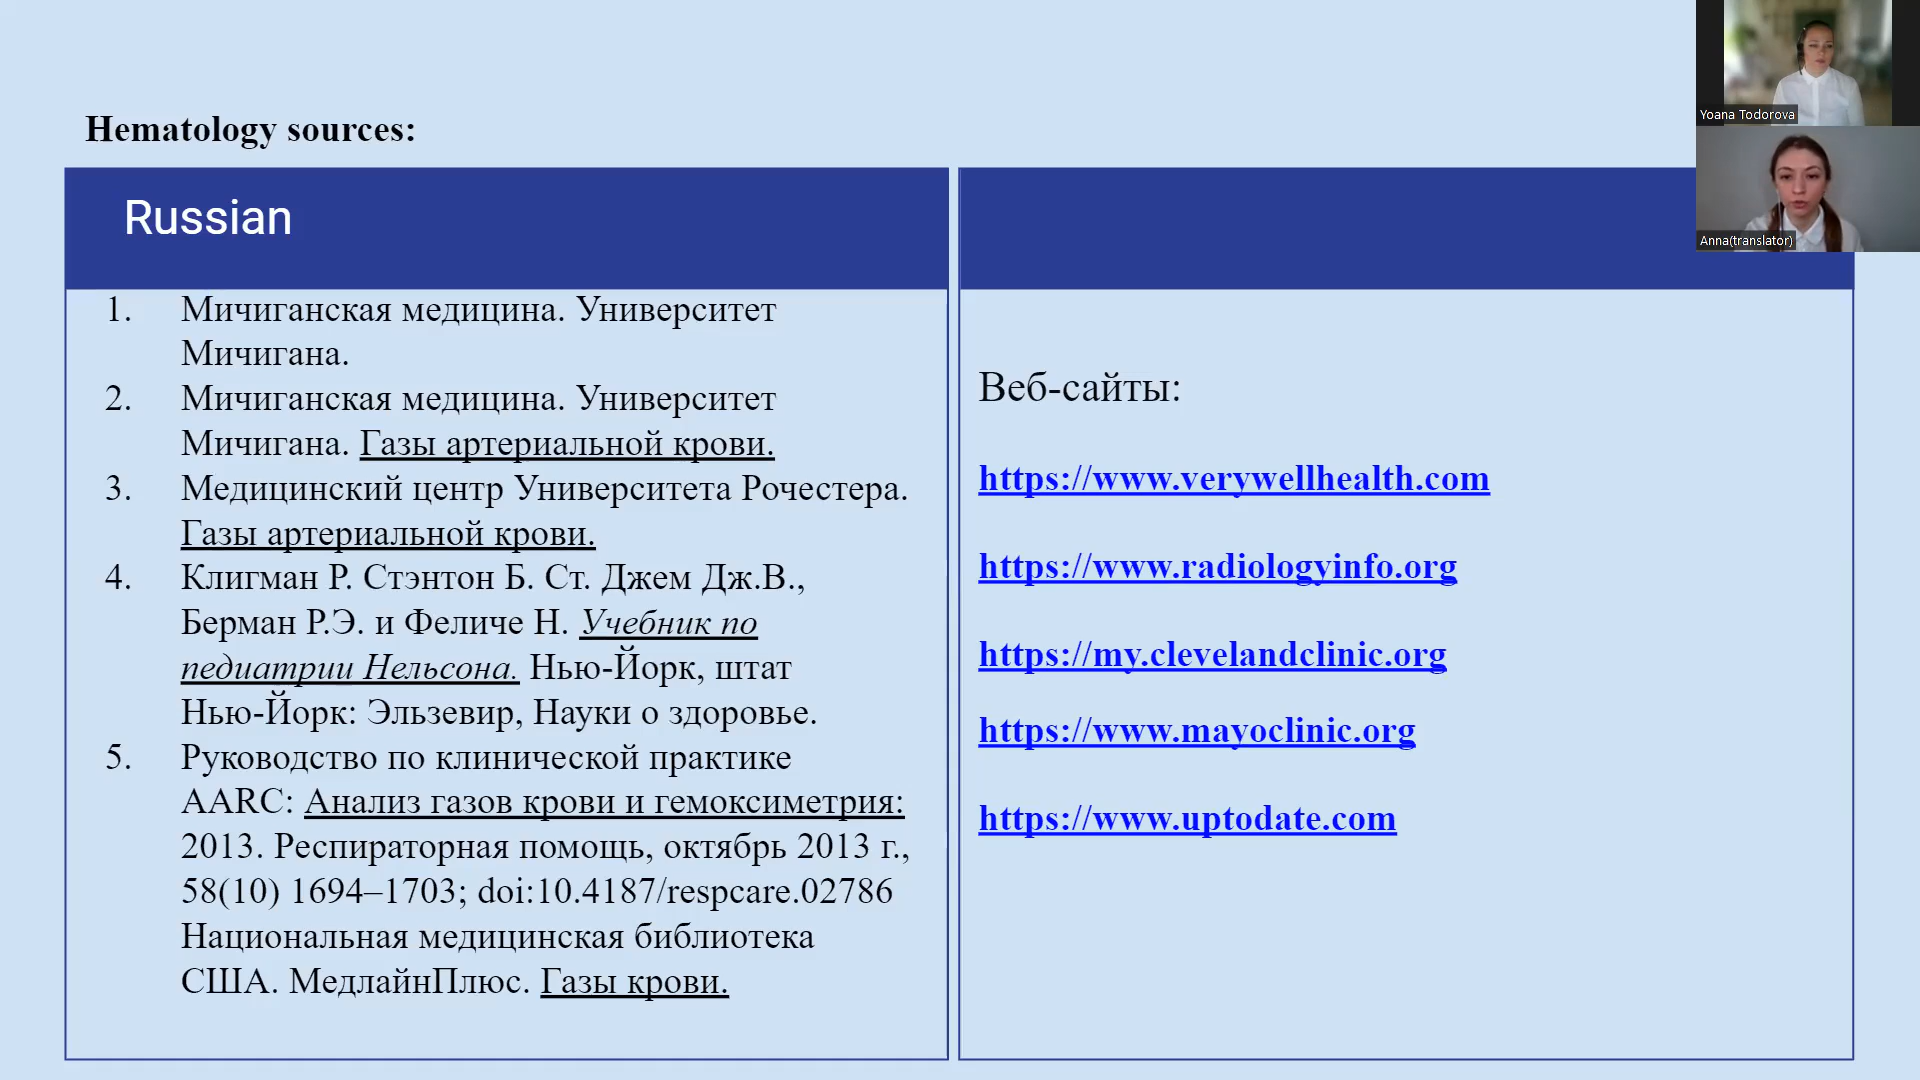 Hematology sources:
Russian
1. Мичиганская медицина. Университет
Мичигана.
2. Мичиганская медицина. Университет
Мичигана. Газы артериальной крови.
3. Медицинский центр Университета Рочестера.
Газы артериальной крови.
4. Клигман Р. Стэнтон Б. Ст. Джем Дж.В.,
Берман Р.Э. и Феличе Н. Учебник по
педиатрии Нельсона. Нью-Йорк, штат
Нью-Йорк: Эльзевир, Науки о здоровье.
5. Руководство по клинической практике
AARC: Анализ газов крови и гемоксиметрия:
2013. Респираторная помощь, октябрь 2013 г.,
58(10) 1694–1703; doi:10.4187/respcare.02786
Национальная медицинская библиотека
США. МедлайнПлюс. Газы крови.
Веб-сайты:
https://www.verywellhealth.com
https://www.radiologyinfo.org
https://my.clevelandclinic.org
https://www.mayoclinic.org
https://www.uptodate.com
Yoana Todorova
Anna(translator)